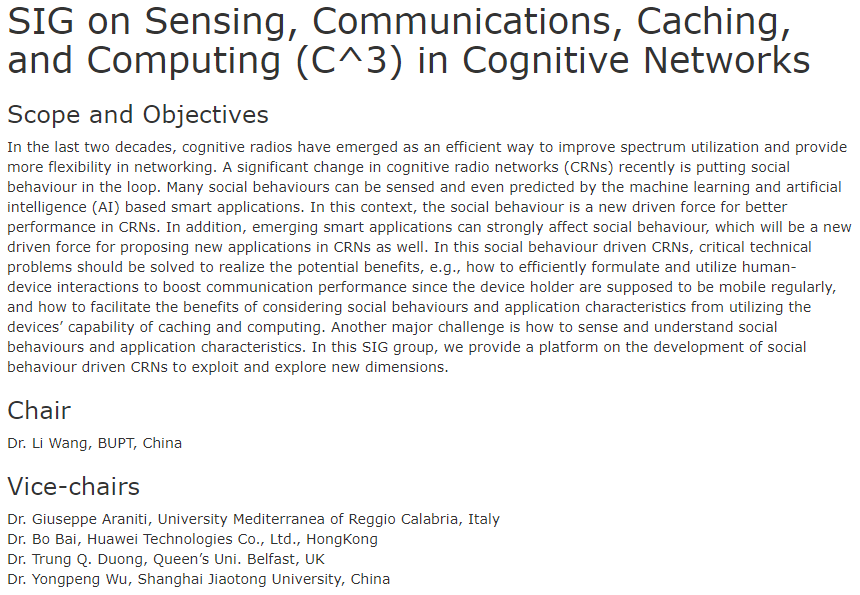 SIG on Sensing, Communications, Caching,
and Computing (C^3) in Cognitive Networks
Scope and Objectives
In the last two decades, cognitive radios have emerged as an efficient way to improve spectrum utilization and provide
more flexibility in networking. A significant change in cognitive radio networks (CRNs) recently is putting social
behaviour in the loop. Many social behaviours can be sensed and even predicted by the machine learning and artificial
intelligence (AI) based smart applications. In this context, the social behaviour is a new driven force for better
performance in CRNs. In addition, emerging smart applications can strongly affect social behaviour, which will be a new
driven force for proposing new applications in CRNs as well. In this social behaviour driven CRNs, critical technical
problems should be solved to realize the potential benefits, e.g., how to efficiently formulate and utilize human-
device interactions to boost communication performance since the device holder are supposed to be mobile regularly,
and how to facilitate the benefits of considering social behaviours and application characteristics from utilizing the
devices’ capability of caching and computing. Another major challenge is how to sense and understand social
behaviours and application characteristics. In this SIG group, we provide a platform on the development of social
behaviour driven CRNs to exploit and explore new dimensions.
Chair
Dr. Li Wang, BUPT, China
Vice-chairs
Dr. Giuseppe Araniti, University Mediterranea of Reggio Calabria, Italy
Dr. Bo Bai, Huawei Technologies Co., Ltd., HongKong
Dr. Trung Q. Duong, Queen’s Uni. Belfast, UK
Dr. Yongpeng Wu, Shanghai Jiaotong University, China